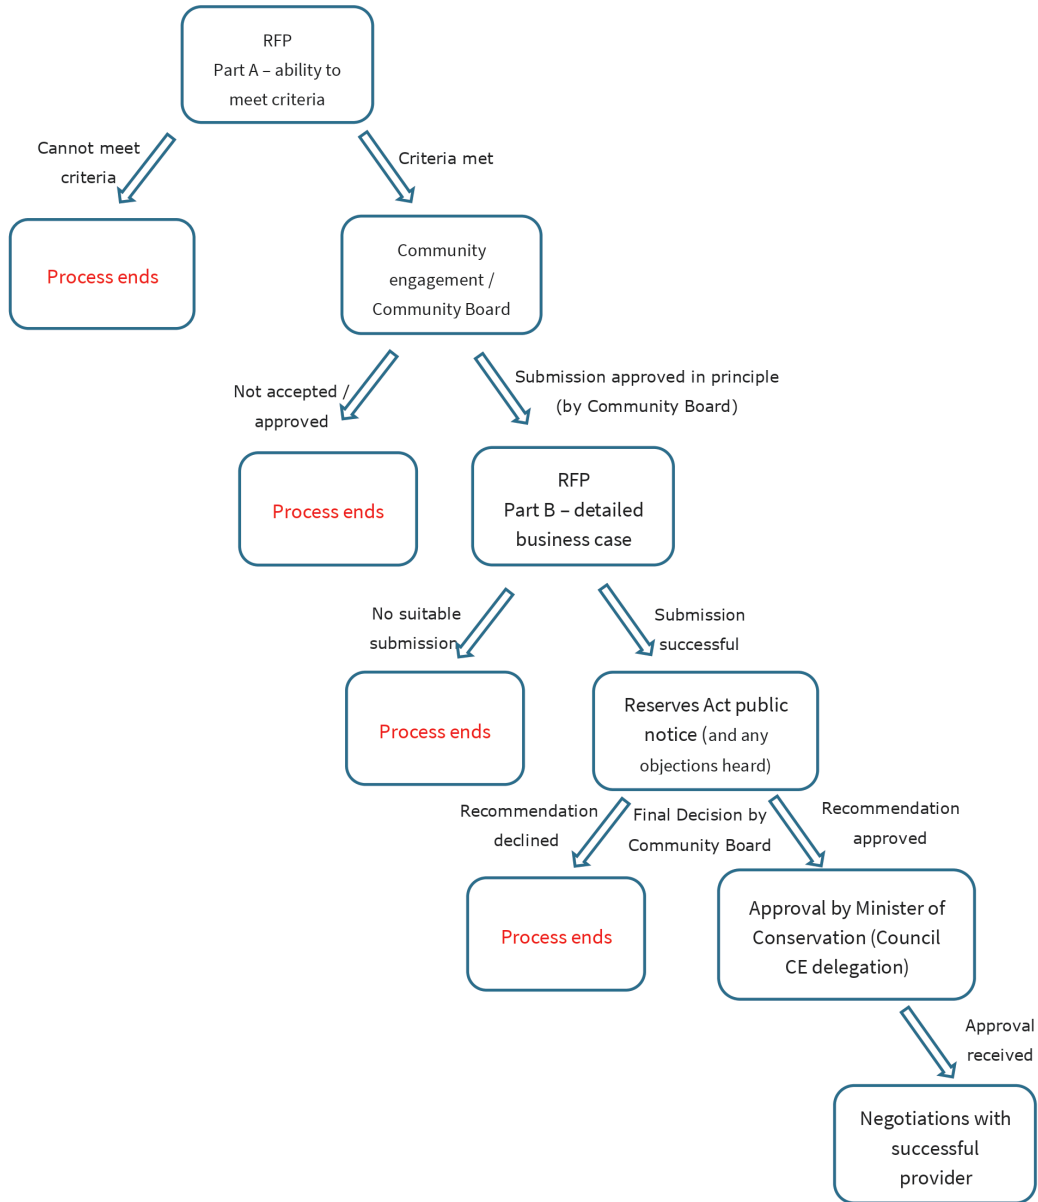 RFP
Part A – ability to
meet criteria
Cannot meet
criteria
Criteria met
Process ends
Community
engagement /
Community Board
Not accepted /
approved
Submission approved in principle
(by Community Board)
Process ends
RFP
Part B – detailed
business case
No suitable
submission
Submission
successful
Process ends
Reserves Act public
notice (and any
objections heard)
Recommendation
declined
Final Decision by
Community Board
Recommendation
approved
Process ends
Approval by Minister of
Conservation (Council
CE delegation)
Approval
received
Negotiations with
successful
provider